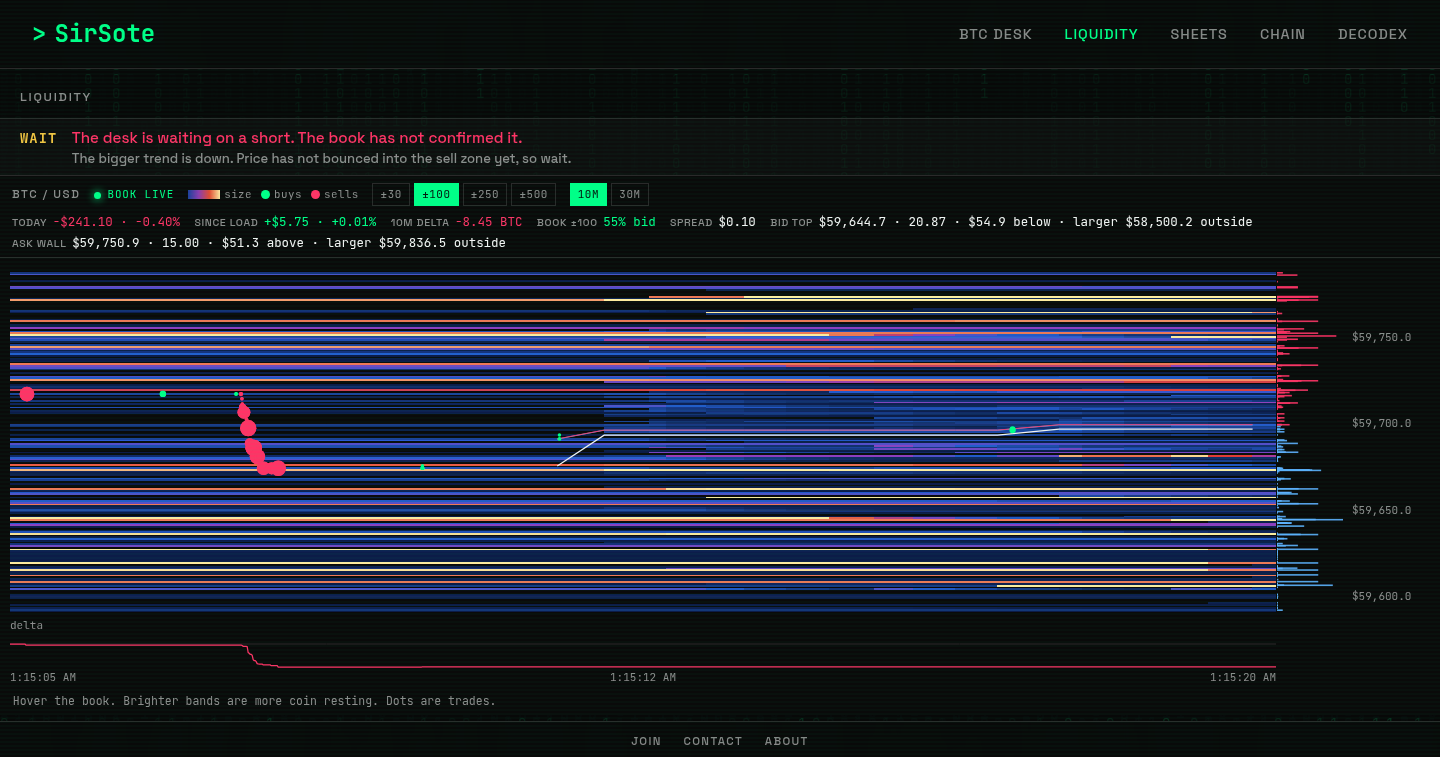 > SirSote
BTC DESK LIQUIDITY SHEETS CHAIN DECODEX
LIQUIDITY
WAIT The desk is waiting on a short. The book has not confirmed it.
The bigger trend is down. Price has not bounced into the sell zone yet, so wait.
BTC / USD BOOK LIVE size buys sells ±30 ±100 ±250 ±500 10M 30M
TODAY -$241.10 · -0.40% SINCE LOAD +$5.75 · +0.01% 10M DELTA -8.45 BTC BOOK ±100 55% bid SPREAD $0.10 BID TOP $59,644.7 · 20.87 · $54.9 below · larger $58,500.2 outside
ASK WALL $59,750.9 · 15.00 · $51.3 above · larger $59,836.5 outside
$59,750.0
$59,700.0
$59,650.0
$59,600.0
delta
1:15:05 AM 1:15:12 AM 1:15:20 AM
Hover the book. Brighter bands are more coin resting. Dots are trades.
JOIN CONTACT ABOUT